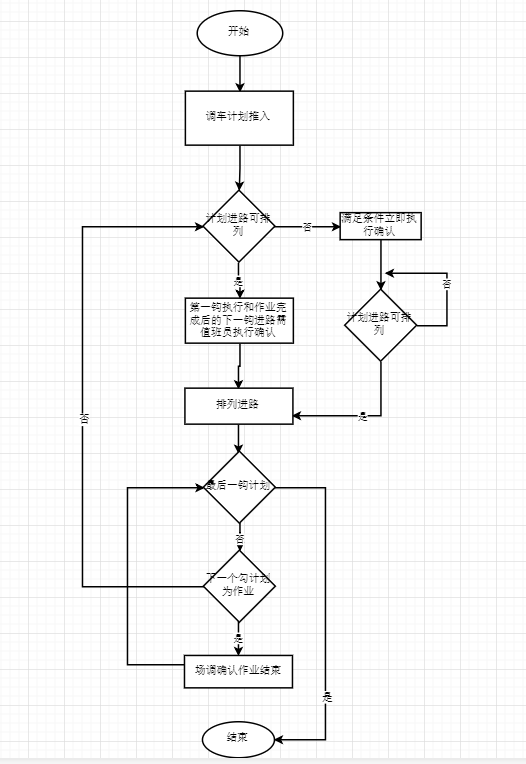 开始
调车计划推入
计划进路可排
列
否
满足条件立即执
行确认
是
否
第一钩执行和作业完
成后的下一钩进路需
值班员执行确认
计划进路可排
列
排列进路
是
否
最后一钩计划
否
下一个勾计划
为作业
是
场调确认作业结束
是
结束